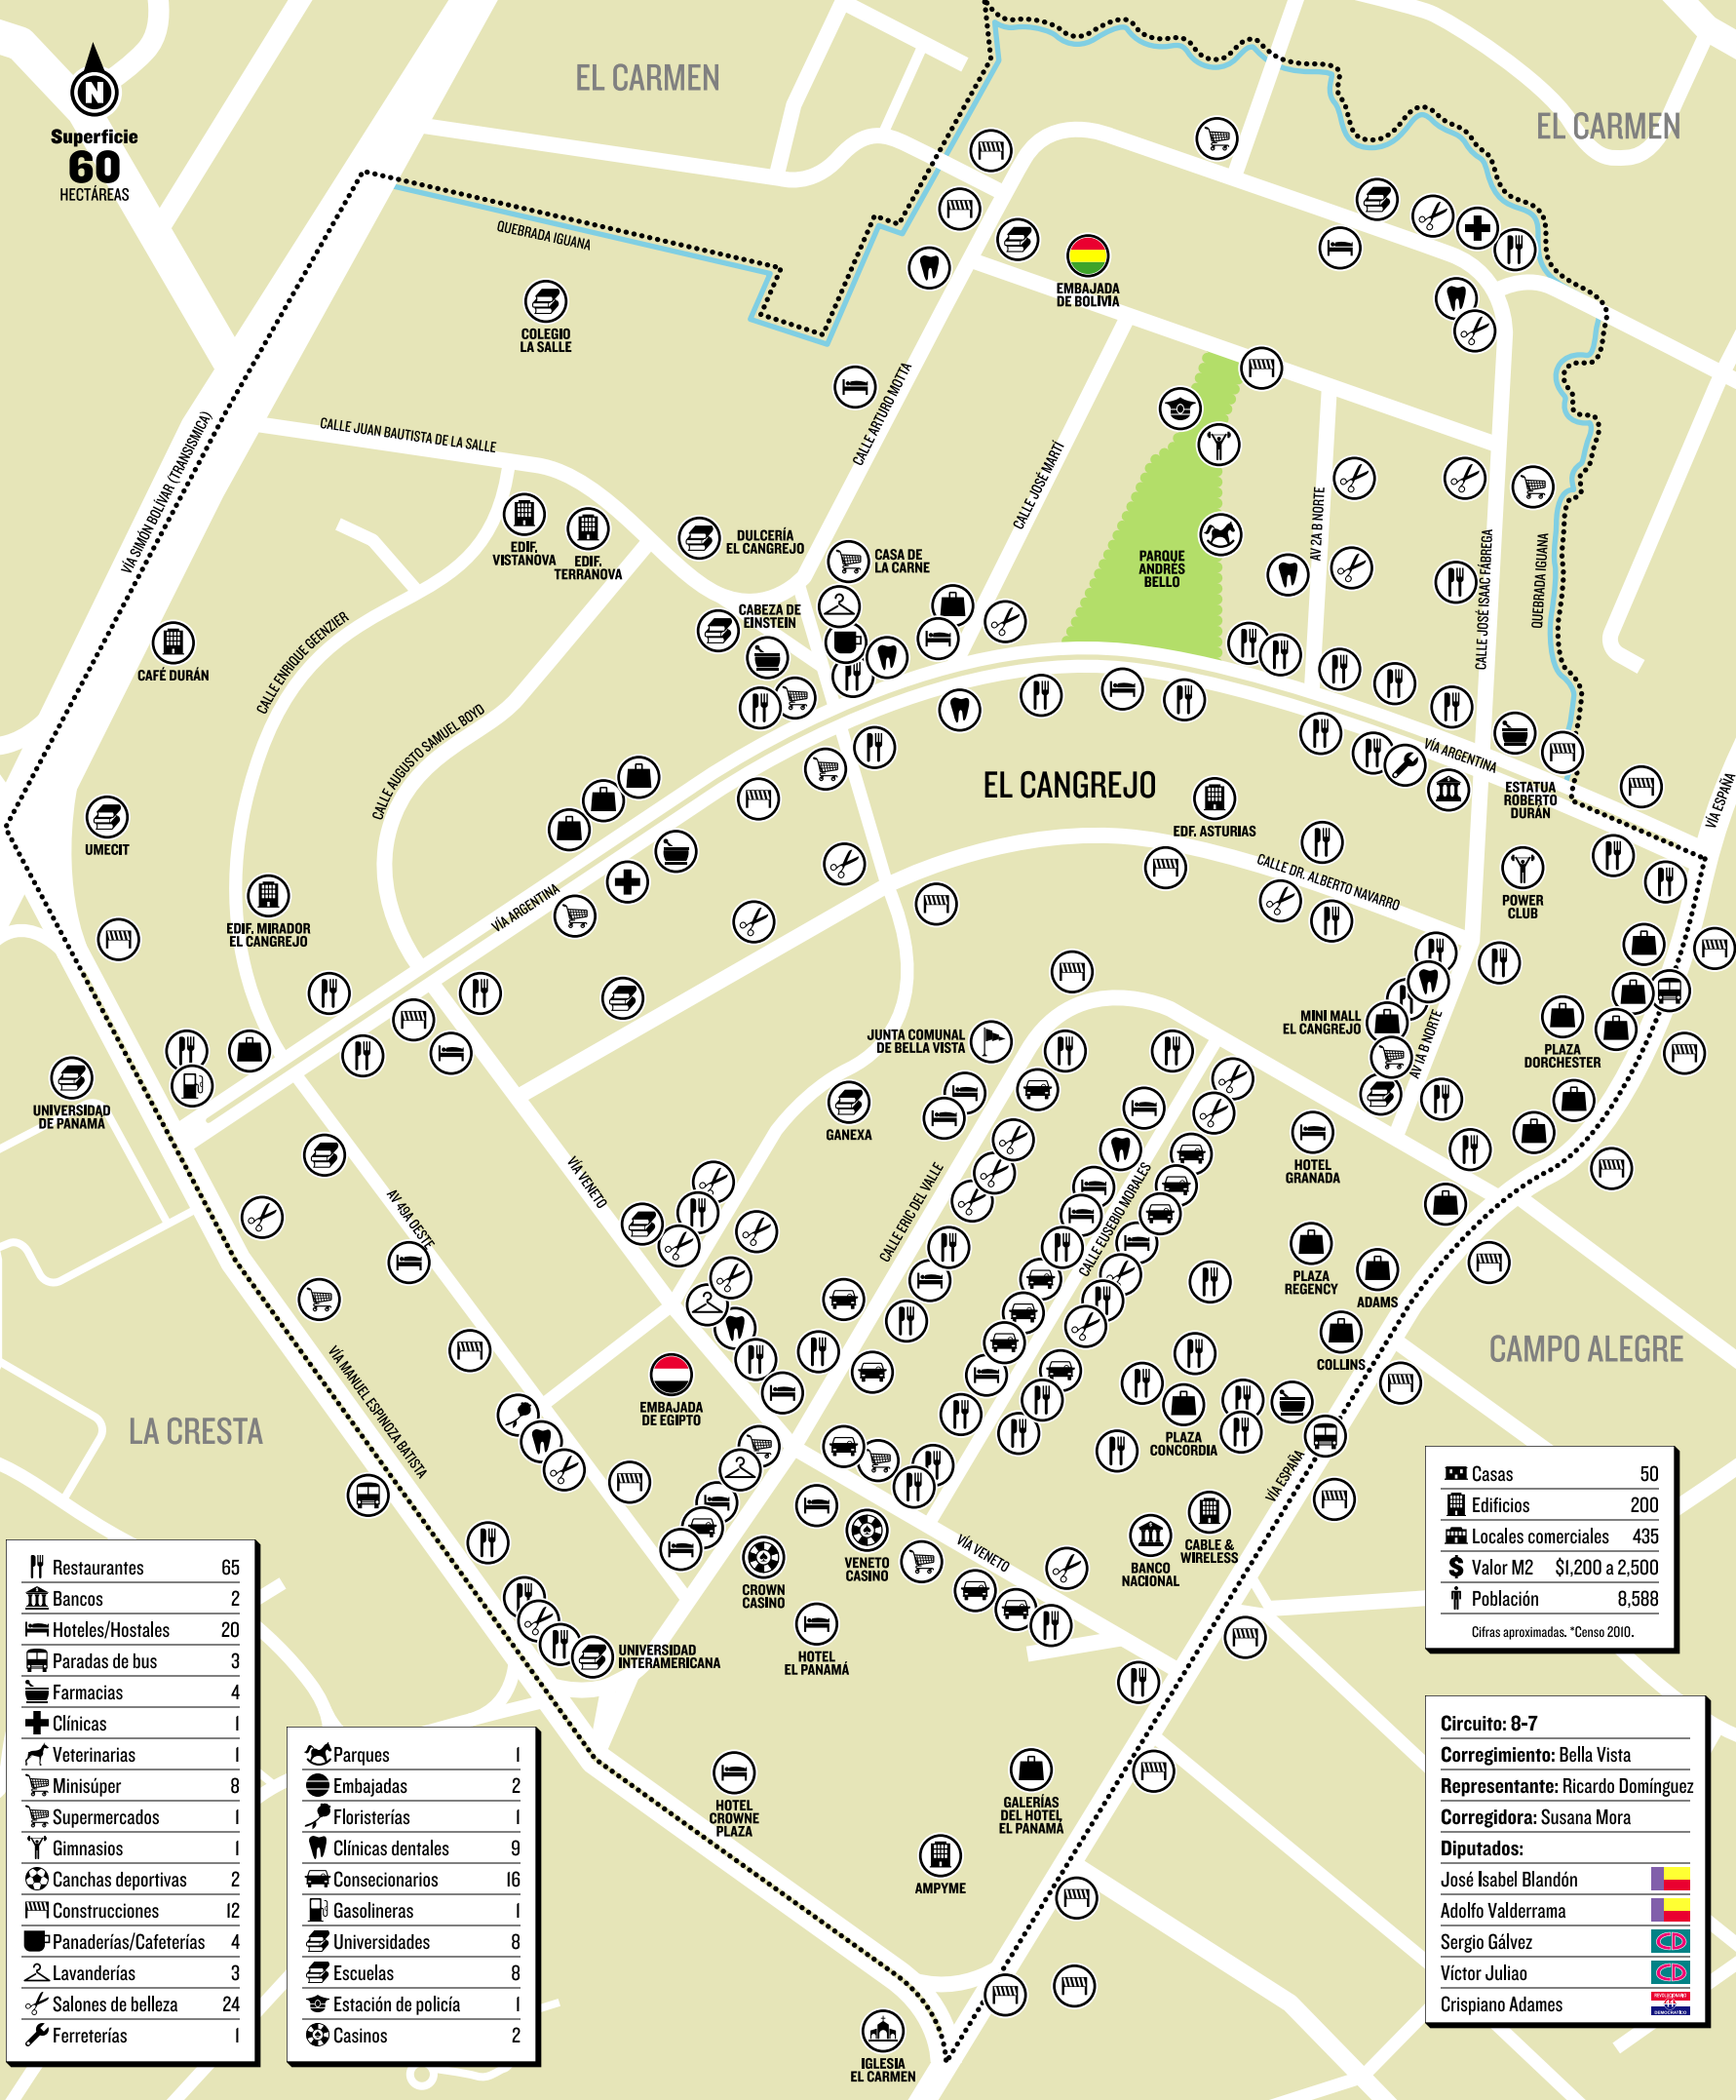 N
Superficie
60
HECTÁREAS
EL CARMEN
EL CARMEN
QUEBRADA IGUANA
COLEGIO
LA SALLE
EMBAJADA
DE BOLIVIA
CALLE JUAN BAUTISTA DE LA SALLE
CALLE ARTURO MOTTA
VÍA SIMÓN BOLÍVAR (TRANSISMICA)
CALLE JOSÉ MARTÍ
AV 2A B NORTE
CALLE JOSÉ ISAAC FÁBREGA
QUEBRADA IGUANA
EDIF.
VISTANOVA
EDIF.
TERRANOVA
DULCERÍA
EL CANGREJO
CASA DE
LA CARNE
PARQUE
ANDRÉS
BELLO
CABEZA DE
EINSTEIN
CAFÉ DURÁN
CALLE ENRIQUE GEENZIER
CALLE AUGUSTO SAMUEL BOYD
VÍA ARGENTINA
EL CANGREJO
ESTATUA
ROBERTO
DURÁN
VÍA ESPAÑA
EDF. ASTURIAS
UMECIT
CALLE DR. ALBERTO NAVARRO
POWER
CLUB
EDIF. MIRADOR
EL CANGREJO
VÍA ARGENTINA
MINI MALL
EL CANGREJO
JUNTA COMUNAL
DE BELLA VISTA
PLAZA
DORCHESTER
AV 1A B NORTE
UNIVERSIDAD
DE PANAMÁ
GANEXA
HOTEL
GRANADA
VÍA VENETO
AV 49A OESTE
CALLE ERIC DEL VALLE
CALLE EUSEBIO MORALES
PLAZA
REGENCY
ADAMS
COLLINS
CAMPO ALEGRE
EMBAJADA
DE EGIPTO
VÍA MANUEL ESPINOZA BATISTA
LA CRESTA
PLAZA
CONCORDIA
VÍA ESPAÑA
VENETO
CASINO
VÍA VENETO
CROWN
CASINO
BANCO
NACIONAL
CABLE &
WIRELESS
UNIVERSIDAD
INTERAMERICANA
HOTEL
EL PANAMÁ
HOTEL
CROWNE
PLAZA
GALERÍAS
DEL HOTEL
EL PANAMÁ
AMPYME
IGLESIA
EL CARMEN
Restaurantes 65
Bancos 2
Hoteles/Hostales 20
Paradas de bus 3
Farmacias 4
Clínicas 1
Veterinarias 1
Minisúper 8
Supermercados 1
Gimnasios 1
Canchas deportivas 2
Construcciones 12
Panaderías/Cafeterías 4
Lavanderías 3
Salones de belleza 24
Ferreterías 1
Parques 1
Embajadas 2
Floristerías 1
Clínicas dentales 9
Consecionarios 16
Gasolineras 1
Universidades 8
Escuelas 8
Estación de policía 1
Casinos 2
Casas 50
Edificios 200
Locales comerciales 435
$ Valor M2 $1,200 a 2,500
Población 8,588
Cifras aproximadas. *Censo 2010.
Circuito: 8-7
Corregimiento: Bella Vista
Representante: Ricardo Domínguez
Corregidora: Susana Mora
Diputados:
José Isabel Blandón
Adolfo Valderrama
Sergio Gálvez CD
Víctor Juliao CD
Crispiano Adames